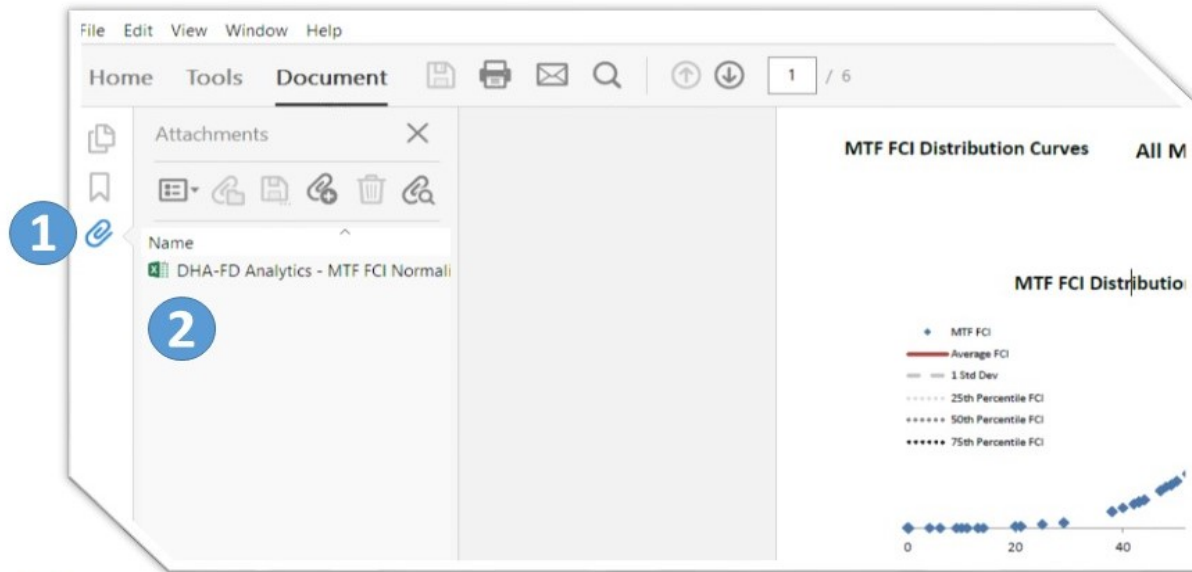 File Edit View Window Help
Home Tools Document 1 / 6
Attachments
MTF FCI Distribution Curves All M
1
Name
DHA-FD Analytics - MTF FCI Normali
2
MTF FCI Distributio
MTF FCI
Average FCI
1 Std Dev
25th Percentile FCI
50th Percentile FCI
75th Percentile FCI
0 20 40